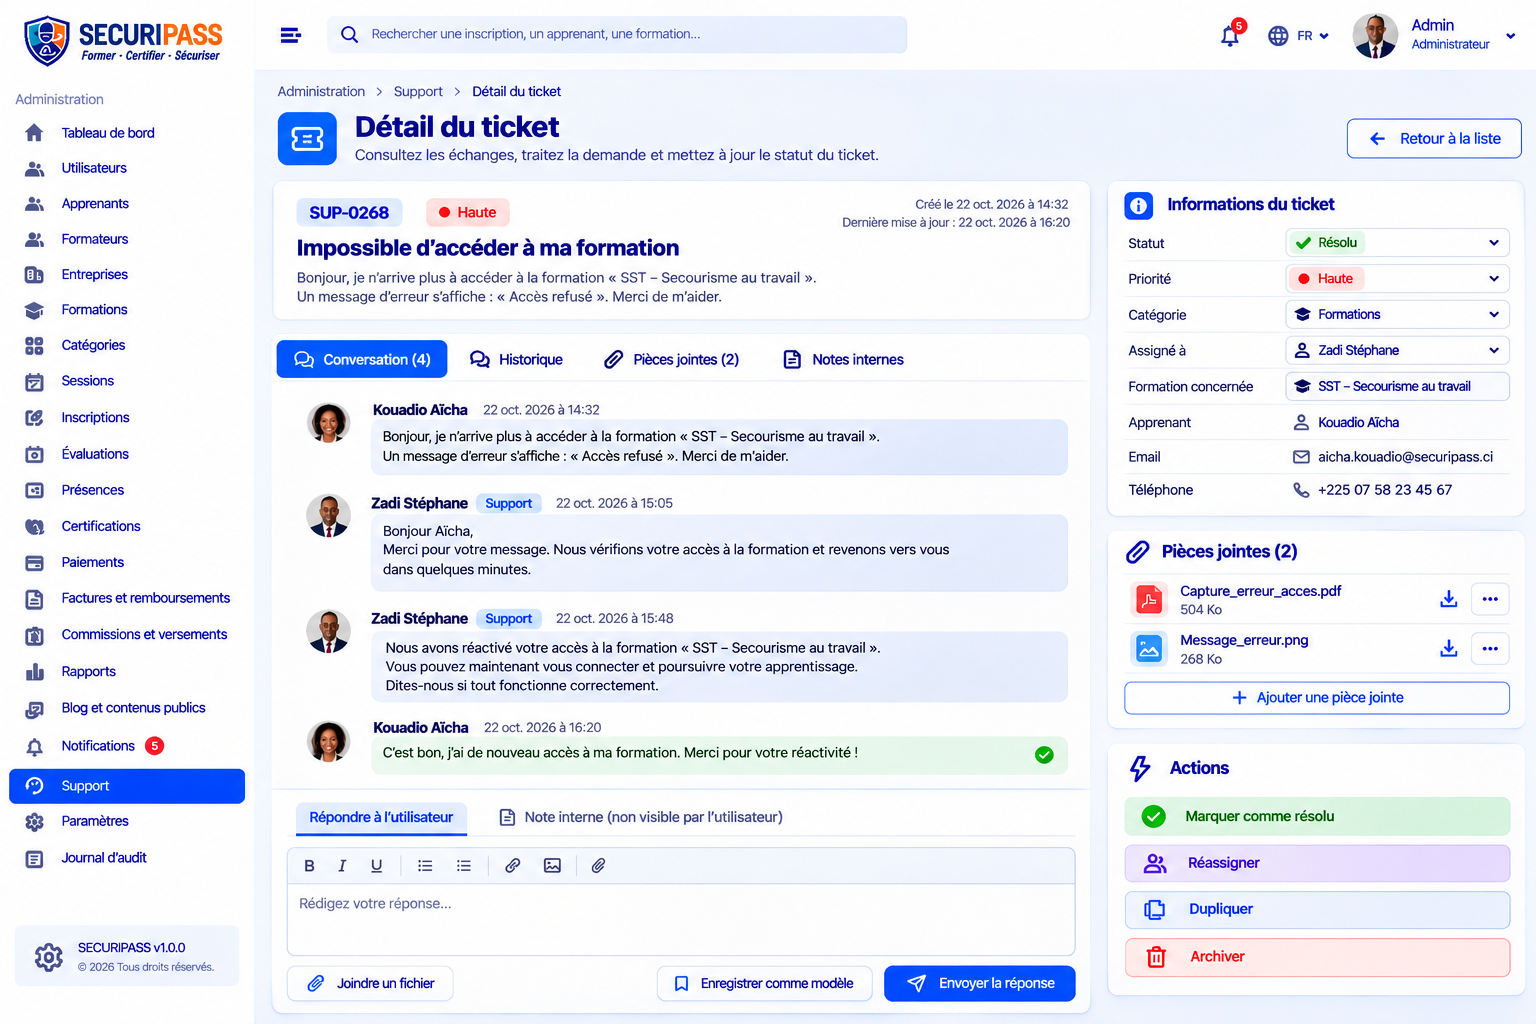 SECURIPASS
Former · Certifier · Sécuriser
Administration
Tableau de bord
Utilisateurs
Apprenants
Formateurs
Entreprises
Formations
Catégories
Sessions
Inscriptions
Évaluations
Présences
Certifications
Paiements
Factures et remboursements
Commissions et versements
Rapports
Blog et contenus publics
Notifications 5
Support
Paramètres
Journal d'audit
SECURIPASS v1.0.0
© 2026 Tous droits réservés.
Rechercher une inscription, un apprenant, une formation...
5
FR
Admin
Administrateur
Administration > Support > Détail du ticket
Détail du ticket
Consultez les échanges, traitez la demande et mettez à jour le statut du ticket.
Retour à la liste
SUP-0268
Haute
Créé le 22 oct. 2026 à 14:32
Dernière mise à jour : 22 oct. 2026 à 16:20
Impossible d'accéder à ma formation
Bonjour, je n'arrive plus à accéder à la formation « SST – Secourisme au travail ».
Un message d'erreur s'affiche : « Accès refusé ». Merci de m'aider.
Conversation (4)
Historique
Pièces jointes (2)
Notes internes
Kouadio Aïcha 22 oct. 2026 à 14:32
Bonjour, je n'arrive plus à accéder à la formation « SST – Secourisme au travail ».
Un message d'erreur s'affiche : « Accès refusé ». Merci de m'aider.
Zadi Stéphane Support 22 oct. 2026 à 15:05
Bonjour Aïcha,
Merci pour votre message. Nous vérifions votre accès à la formation et revenons vers vous
dans quelques minutes.
Zadi Stéphane Support 22 oct. 2026 à 15:48
Nous avons réactivé votre accès à la formation « SST – Secourisme au travail ».
Vous pouvez maintenant vous connecter et poursuivre votre apprentissage.
Dites-nous si tout fonctionne correctement.
Kouadio Aïcha 22 oct. 2026 à 16:20
C'est bon, j'ai de nouveau accès à ma formation. Merci pour votre réactivité !
Répondre à l'utilisateur
Note interne (non visible par l'utilisateur)
B I U
Rédigez votre réponse...
Joindre un fichier
Enregistrer comme modèle
Envoyer la réponse
Informations du ticket
Statut Résolu
Priorité Haute
Catégorie Formations
Assigné à Zadi Stéphane
Formation concernée SST – Secourisme au travail
Apprenant Kouadio Aïcha
Email aicha.kouadio@securipass.ci
Téléphone +225 07 58 23 45 67
Pièces jointes (2)
Capture_erreur_acces.pdf
504 Ko
Message_erreur.png
268 Ko
+ Ajouter une pièce jointe
Actions
Marquer comme résolu
Réassigner
Dupliquer
Archiver